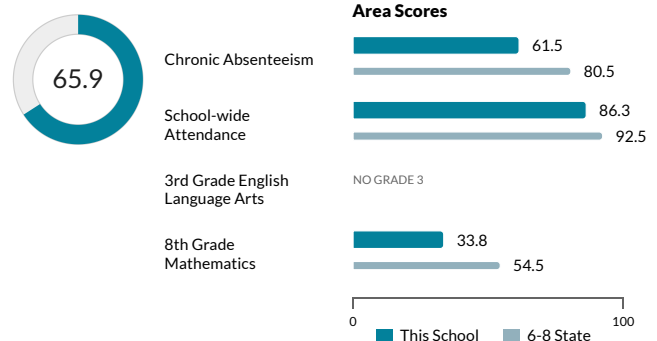 Area Scores
65.9
Chronic Absenteeism
61.5
80.5
School-wide
Attendance
86.3
92.5
3rd Grade English
Language Arts
NO GRADE 3
8th Grade
Mathematics
33.8
54.5
0
100
This School
6-8 State